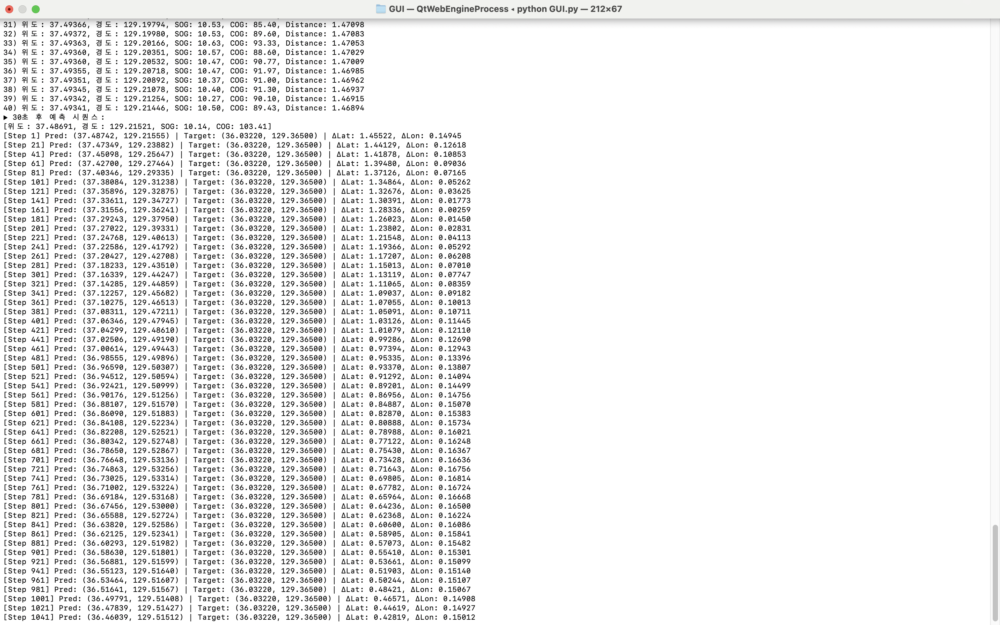 GUI — QtWebEngineProcess ◂ python GUI.py — 212×67
31) 위도: 37.49366, 경도: 129.19794, SOG: 10.53, COG: 85.40, Distance: 1.47098
32) 위도: 37.49372, 경도: 129.19980, SOG: 10.53, COG: 89.60, Distance: 1.47083
33) 위도: 37.49363, 경도: 129.20166, SOG: 10.63, COG: 93.33, Distance: 1.47053
34) 위도: 37.49360, 경도: 129.20351, SOG: 10.57, COG: 88.60, Distance: 1.47029
35) 위도: 37.49360, 경도: 129.20532, SOG: 10.47, COG: 90.77, Distance: 1.47009
36) 위도: 37.49355, 경도: 129.20718, SOG: 10.47, COG: 91.97, Distance: 1.46985
37) 위도: 37.49351, 경도: 129.20892, SOG: 10.37, COG: 91.00, Distance: 1.46962
38) 위도: 37.49345, 경도: 129.21078, SOG: 10.40, COG: 91.30, Distance: 1.46937
39) 위도: 37.49342, 경도: 129.21254, SOG: 10.27, COG: 90.10, Distance: 1.46915
40) 위도: 37.49341, 경도: 129.21446, SOG: 10.50, COG: 89.43, Distance: 1.46894
▶ 30초 후 예측 시퀀스:
[위도: 37.48691, 경도: 129.21521, SOG: 10.14, COG: 103.41]
[Step 1] Pred: (37.48742, 129.21555) | Target: (36.03220, 129.36500) | ΔLat: 1.45522, ΔLon: 0.14945
[Step 21] Pred: (37.47349, 129.23882) | Target: (36.03220, 129.36500) | ΔLat: 1.44129, ΔLon: 0.12618
[Step 41] Pred: (37.45098, 129.25647) | Target: (36.03220, 129.36500) | ΔLat: 1.41878, ΔLon: 0.10853
[Step 61] Pred: (37.42700, 129.27464) | Target: (36.03220, 129.36500) | ΔLat: 1.39480, ΔLon: 0.09036
[Step 81] Pred: (37.40346, 129.29335) | Target: (36.03220, 129.36500) | ΔLat: 1.37126, ΔLon: 0.07165
[Step 101] Pred: (37.38084, 129.31238) | Target: (36.03220, 129.36500) | ΔLat: 1.34864, ΔLon: 0.05262
[Step 121] Pred: (37.35896, 129.32875) | Target: (36.03220, 129.36500) | ΔLat: 1.32676, ΔLon: 0.03625
[Step 141] Pred: (37.33611, 129.34727) | Target: (36.03220, 129.36500) | ΔLat: 1.30391, ΔLon: 0.01773
[Step 161] Pred: (37.31556, 129.36241) | Target: (36.03220, 129.36500) | ΔLat: 1.28336, ΔLon: 0.00259
[Step 181] Pred: (37.29243, 129.37950) | Target: (36.03220, 129.36500) | ΔLat: 1.26023, ΔLon: 0.01450
[Step 201] Pred: (37.27022, 129.39331) | Target: (36.03220, 129.36500) | ΔLat: 1.23802, ΔLon: 0.02831
[Step 221] Pred: (37.24768, 129.40613) | Target: (36.03220, 129.36500) | ΔLat: 1.21548, ΔLon: 0.04113
[Step 241] Pred: (37.22586, 129.41792) | Target: (36.03220, 129.36500) | ΔLat: 1.19366, ΔLon: 0.05292
[Step 261] Pred: (37.20427, 129.42708) | Target: (36.03220, 129.36500) | ΔLat: 1.17207, ΔLon: 0.06208
[Step 281] Pred: (37.18233, 129.43510) | Target: (36.03220, 129.36500) | ΔLat: 1.15013, ΔLon: 0.07010
[Step 301] Pred: (37.16339, 129.44247) | Target: (36.03220, 129.36500) | ΔLat: 1.13119, ΔLon: 0.07747
[Step 321] Pred: (37.14285, 129.44859) | Target: (36.03220, 129.36500) | ΔLat: 1.11065, ΔLon: 0.08359
[Step 341] Pred: (37.12257, 129.45682) | Target: (36.03220, 129.36500) | ΔLat: 1.09037, ΔLon: 0.09182
[Step 361] Pred: (37.10275, 129.46513) | Target: (36.03220, 129.36500) | ΔLat: 1.07055, ΔLon: 0.10013
[Step 381] Pred: (37.08311, 129.47211) | Target: (36.03220, 129.36500) | ΔLat: 1.05091, ΔLon: 0.10711
[Step 401] Pred: (37.06346, 129.47945) | Target: (36.03220, 129.36500) | ΔLat: 1.03126, ΔLon: 0.11445
[Step 421] Pred: (37.04299, 129.48610) | Target: (36.03220, 129.36500) | ΔLat: 1.01079, ΔLon: 0.12110
[Step 441] Pred: (37.02506, 129.49190) | Target: (36.03220, 129.36500) | ΔLat: 0.99286, ΔLon: 0.12690
[Step 461] Pred: (37.00614, 129.49443) | Target: (36.03220, 129.36500) | ΔLat: 0.97394, ΔLon: 0.12943
[Step 481] Pred: (36.98555, 129.49896) | Target: (36.03220, 129.36500) | ΔLat: 0.95335, ΔLon: 0.13396
[Step 501] Pred: (36.96590, 129.50307) | Target: (36.03220, 129.36500) | ΔLat: 0.93370, ΔLon: 0.13807
[Step 521] Pred: (36.94512, 129.50594) | Target: (36.03220, 129.36500) | ΔLat: 0.91292, ΔLon: 0.14094
[Step 541] Pred: (36.92421, 129.50999) | Target: (36.03220, 129.36500) | ΔLat: 0.89201, ΔLon: 0.14499
[Step 561] Pred: (36.90176, 129.51256) | Target: (36.03220, 129.36500) | ΔLat: 0.86956, ΔLon: 0.14756
[Step 581] Pred: (36.88107, 129.51570) | Target: (36.03220, 129.36500) | ΔLat: 0.84887, ΔLon: 0.15070
[Step 601] Pred: (36.86090, 129.51883) | Target: (36.03220, 129.36500) | ΔLat: 0.82870, ΔLon: 0.15383
[Step 621] Pred: (36.84108, 129.52234) | Target: (36.03220, 129.36500) | ΔLat: 0.80888, ΔLon: 0.15734
[Step 641] Pred: (36.82208, 129.52521) | Target: (36.03220, 129.36500) | ΔLat: 0.78988, ΔLon: 0.16021
[Step 661] Pred: (36.80342, 129.52748) | Target: (36.03220, 129.36500) | ΔLat: 0.77122, ΔLon: 0.16248
[Step 681] Pred: (36.78650, 129.52867) | Target: (36.03220, 129.36500) | ΔLat: 0.75430, ΔLon: 0.16367
[Step 701] Pred: (36.76648, 129.53136) | Target: (36.03220, 129.36500) | ΔLat: 0.73428, ΔLon: 0.16636
[Step 721] Pred: (36.74863, 129.53256) | Target: (36.03220, 129.36500) | ΔLat: 0.71643, ΔLon: 0.16756
[Step 741] Pred: (36.73025, 129.53314) | Target: (36.03220, 129.36500) | ΔLat: 0.69805, ΔLon: 0.16814
[Step 761] Pred: (36.71002, 129.53224) | Target: (36.03220, 129.36500) | ΔLat: 0.67782, ΔLon: 0.16724
[Step 781] Pred: (36.69184, 129.53168) | Target: (36.03220, 129.36500) | ΔLat: 0.65964, ΔLon: 0.16668
[Step 801] Pred: (36.67456, 129.53000) | Target: (36.03220, 129.36500) | ΔLat: 0.64236, ΔLon: 0.16500
[Step 821] Pred: (36.65588, 129.52724) | Target: (36.03220, 129.36500) | ΔLat: 0.62368, ΔLon: 0.16224
[Step 841] Pred: (36.63820, 129.52586) | Target: (36.03220, 129.36500) | ΔLat: 0.60600, ΔLon: 0.16086
[Step 861] Pred: (36.62125, 129.52341) | Target: (36.03220, 129.36500) | ΔLat: 0.58905, ΔLon: 0.15841
[Step 881] Pred: (36.60293, 129.51982) | Target: (36.03220, 129.36500) | ΔLat: 0.57073, ΔLon: 0.15482
[Step 901] Pred: (36.58630, 129.51801) | Target: (36.03220, 129.36500) | ΔLat: 0.55410, ΔLon: 0.15301
[Step 921] Pred: (36.56881, 129.51599) | Target: (36.03220, 129.36500) | ΔLat: 0.53661, ΔLon: 0.15099
[Step 941] Pred: (36.55123, 129.51640) | Target: (36.03220, 129.36500) | ΔLat: 0.51903, ΔLon: 0.15140
[Step 961] Pred: (36.53464, 129.51607) | Target: (36.03220, 129.36500) | ΔLat: 0.50244, ΔLon: 0.15107
[Step 981] Pred: (36.51641, 129.51567) | Target: (36.03220, 129.36500) | ΔLat: 0.48421, ΔLon: 0.15067
[Step 1001] Pred: (36.49791, 129.51408) | Target: (36.03220, 129.36500) | ΔLat: 0.46571, ΔLon: 0.14908
[Step 1021] Pred: (36.47839, 129.51427) | Target: (36.03220, 129.36500) | ΔLat: 0.44619, ΔLon: 0.14927
[Step 1041] Pred: (36.46039, 129.51512) | Target: (36.03220, 129.36500) | ΔLat: 0.42819, ΔLon: 0.15012